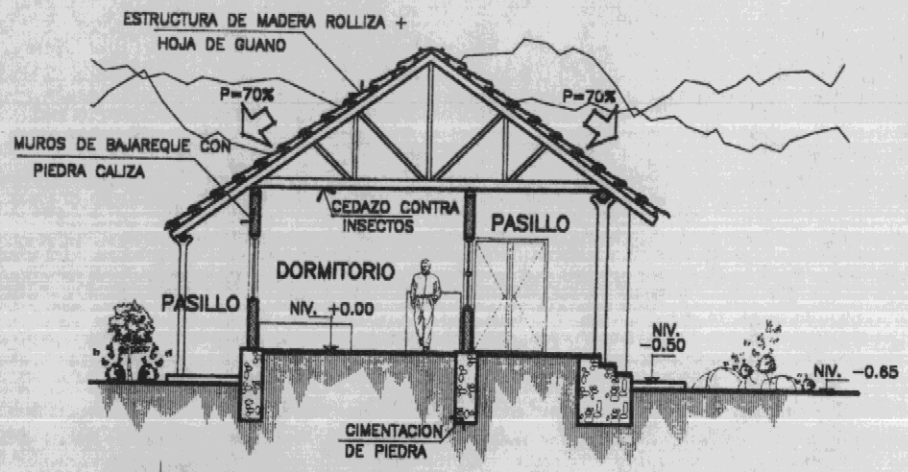 ESTRUCTURA DE MADERA ROLLIZA +
HOJA DE GUANO
P=70%
P=70%
MUROS DE BAJAREQUE CON
PIEDRA CALIZA
CEDAZO CONTRA
INSECTOS
PASILLO
DORMITORIO
PASILLO
NIV. +0.00
NIV.
-0.50
NIV. -0.65
CIMENTACION
DE PIEDRA